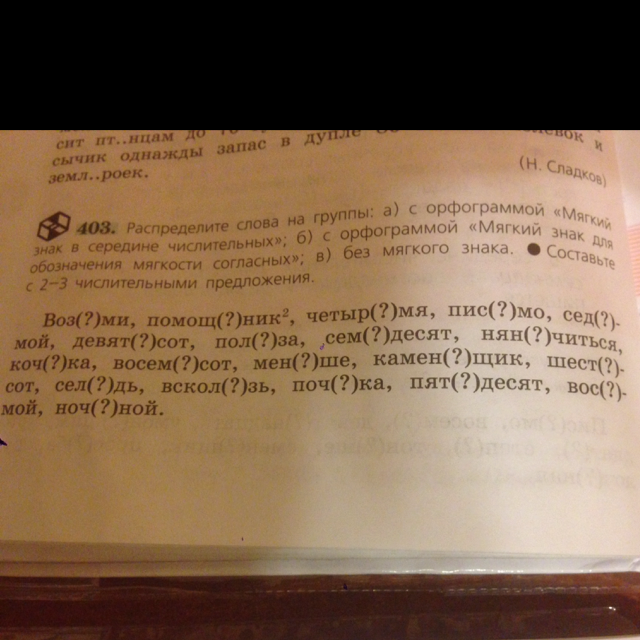 сит пт..нцам до
сычик однажды запас в дупле
земл..роек.
(Н. Сладков)
403. Распределите слова на группы: а) с орфограммой «Мягкий
знак в середине числительных»; б) с орфограммой «Мягкий знак для
обозначения мягкости согласных»; в) без мягкого знака. ● Составьте
с 2–3 числительными предложения.
Воз(?)ми, помощ(?)ник², четыр(?)мя, пис(?)мо, сед(?)-
мой, девят(?)сот, пол(?)за, сем(?)десят, нян(?)читься,
коч(?)ка, восем(?)сот, мен(?)ше, камен(?)щик, шест(?)-
сот, сел(?)дь, вскол(?)зь, поч(?)ка, пят(?)десят, вос(?)-
мой, ноч(?)ной.